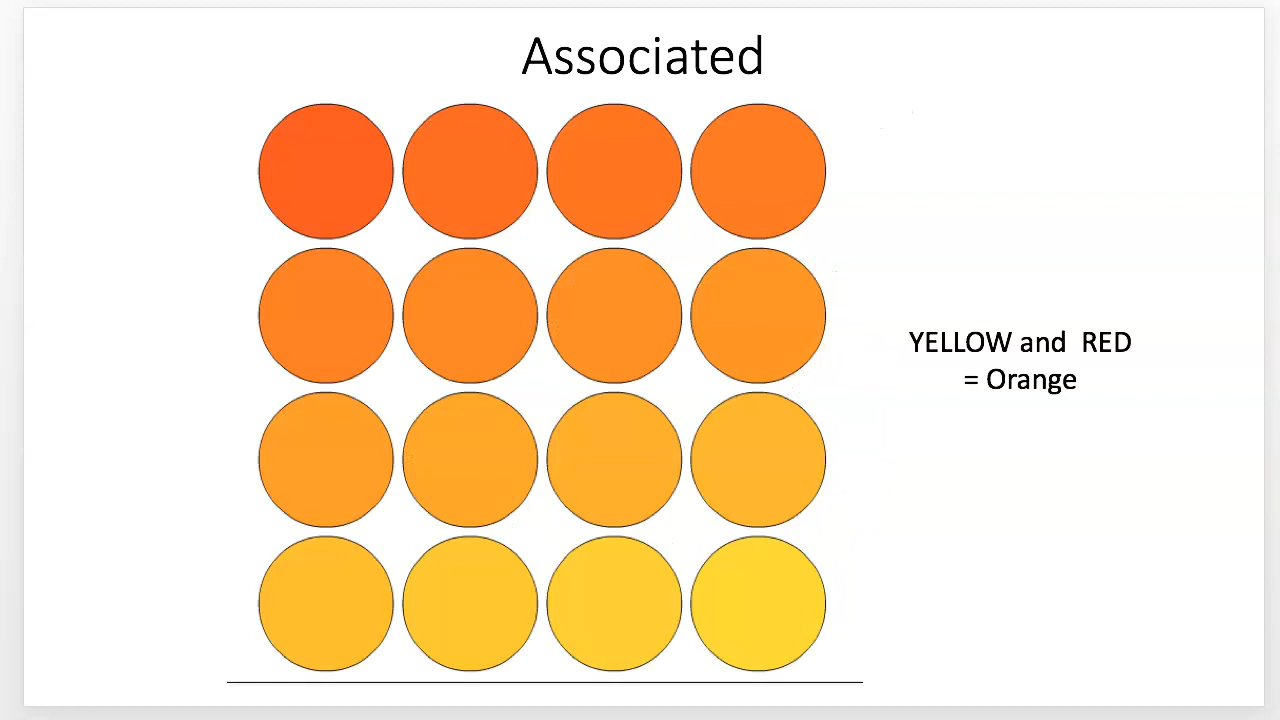 Associated
YELLOW and  RED
= Orange